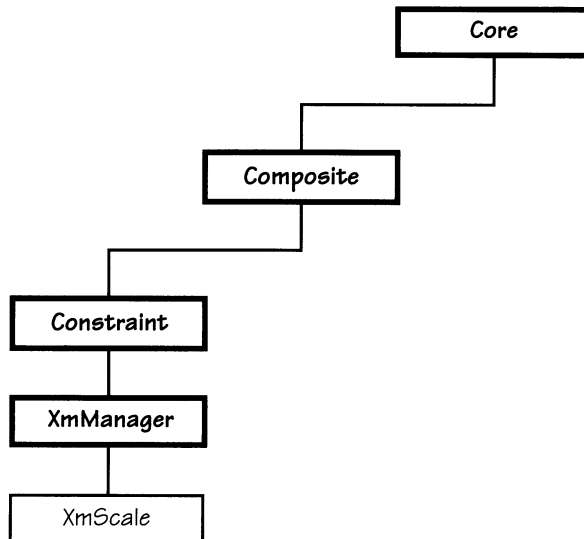 Core
Composite
Constraint
XmManager
XmScale